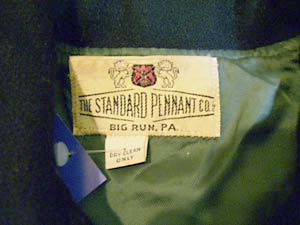 THE STANDARD PENNANT CO.
BIG RUN, PA.
DRY CLEAN
ONLY